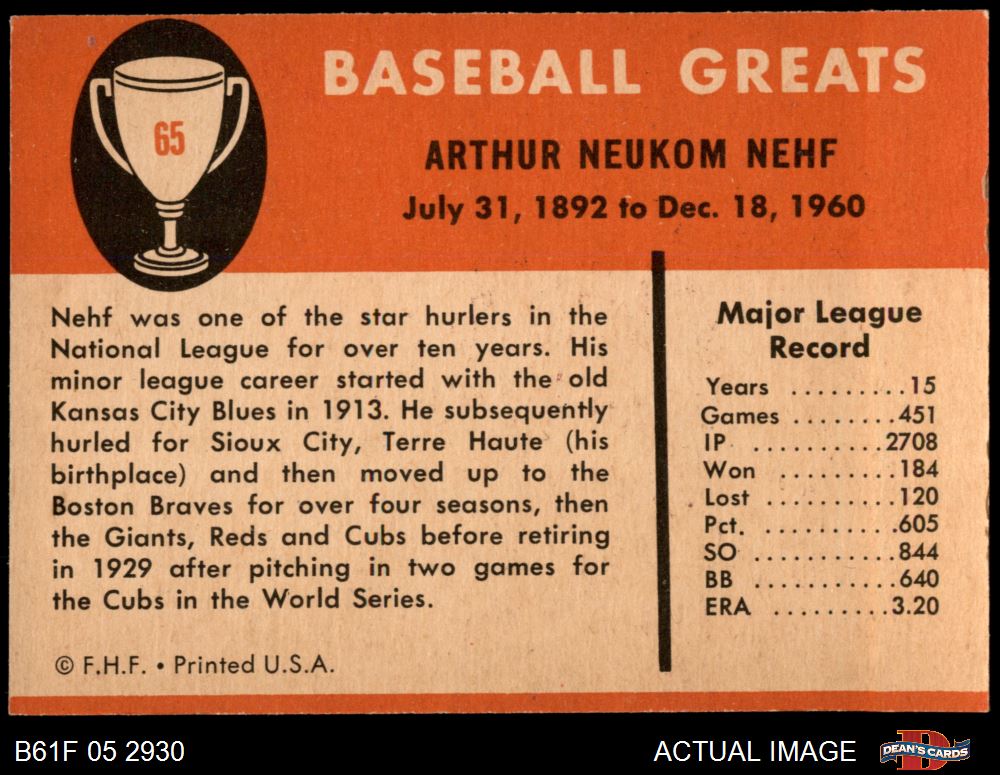 65
BASEBALL GREATS
ARTHUR NEUKOM NEHF
July 31, 1892 to Dec. 18, 1960
Nehf was one of the star hurlers in the
National League for over ten years. His
minor league career started with the old
Kansas City Blues in 1913. He subsequently
hurled for Sioux City, Terre Haute (his
birthplace) and then moved up to the
Boston Braves for over four seasons, then
the Giants, Reds and Cubs before retiring
in 1929 after pitching in two games for
the Cubs in the World Series.
© F.H.F. • Printed U.S.A.
Major League
Record
Years .........15
Games ........451
IP ..........2708
Won ..........184
Lost .........120
Pct. .........605
SO ..........844
BB ..........640
ERA .........3.20
B61F 05 2930
ACTUAL IMAGE
D
DEAN'S CARDS